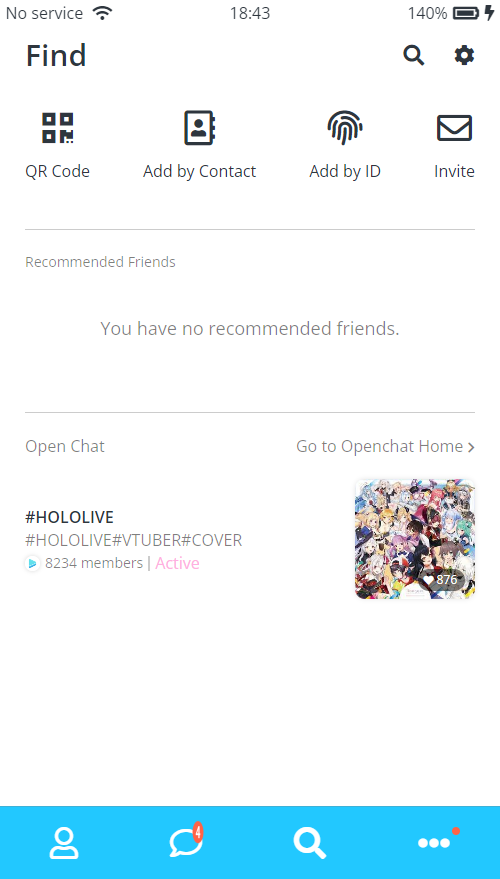 No service 18:43 140%
Find
QR Code Add by Contact Add by ID Invite
Recommended Friends
You have no recommended friends.
Open Chat Go to Openchat Home
#HOLOLIVE
#HOLOLIVE#VTUBER#COVER
8234 members | Active
876
4